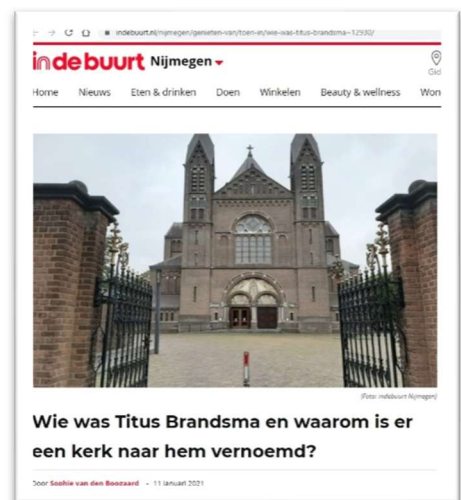 indebuurt.nl/nijmegen/genieten-van/toen-in/wie-was-titus-brandsma~12930/
indebuurt Nijmegen
Gid
Home Nieuws Eten & drinken Doen Winkelen Beauty & wellness Won
(Foto: indebuurt Nijmegen)
Wie was Titus Brandsma en waarom is er
een kerk naar hem vernoemd?
Door Sophie van den Boogaard - 11 januari 2021